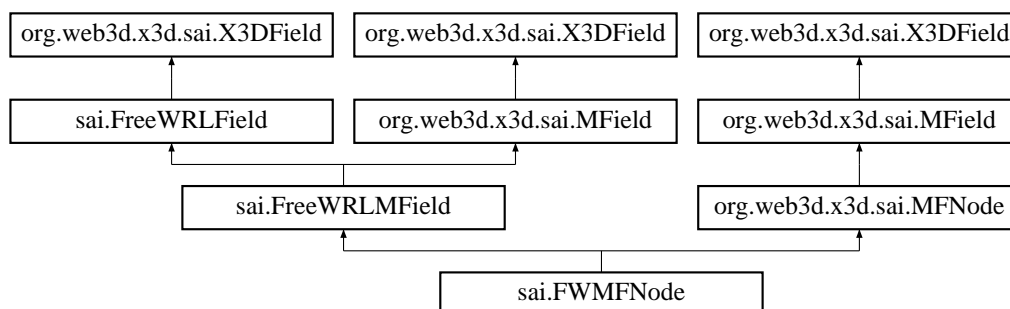 org.web3d.x3d.sai.X3DField org.web3d.x3d.sai.X3DField org.web3d.x3d.sai.X3DField
sai.FreeWRLField org.web3d.x3d.sai.MField org.web3d.x3d.sai.MField
sai.FreeWRLMField org.web3d.x3d.sai.MFNode
sai.FWMFNode